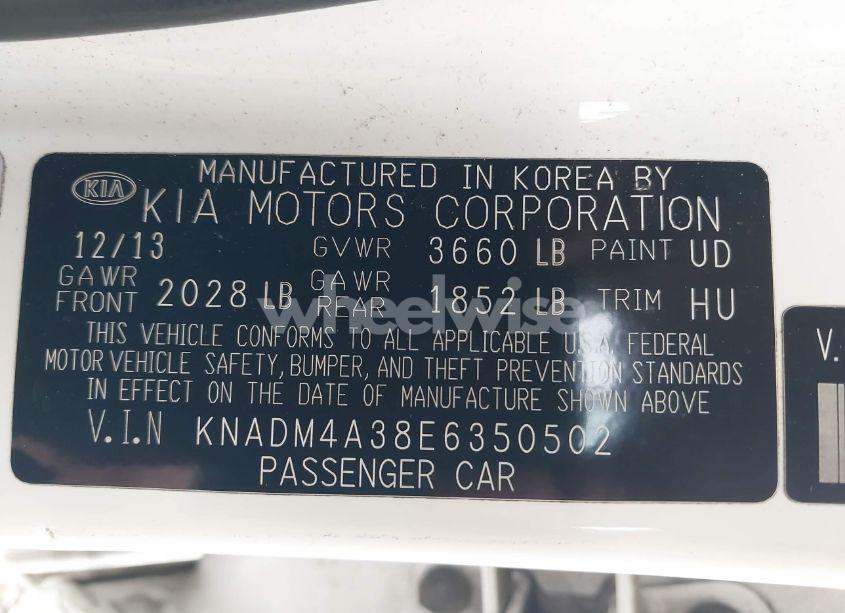 MANUFACTURED IN KOREA BY
KIA
KIA MOTORS CORPORATION
12/13 GVWR 3660 LB PAINT UD
GAWR FRONT 2028 LB GAWR REAR 1852 LB TRIM HU
THIS VEHICLE CONFORMS TO ALL APPLICABLE U.S.A. FEDERAL
MOTOR VEHICLE SAFETY, BUMPER, AND THEFT PREVENTION STANDARDS
IN EFFECT ON THE DATE OF MANUFACTURE SHOWN ABOVE
V.I.N KNADM4A38E6350502
PASSENGER CAR
wheelwise
V.